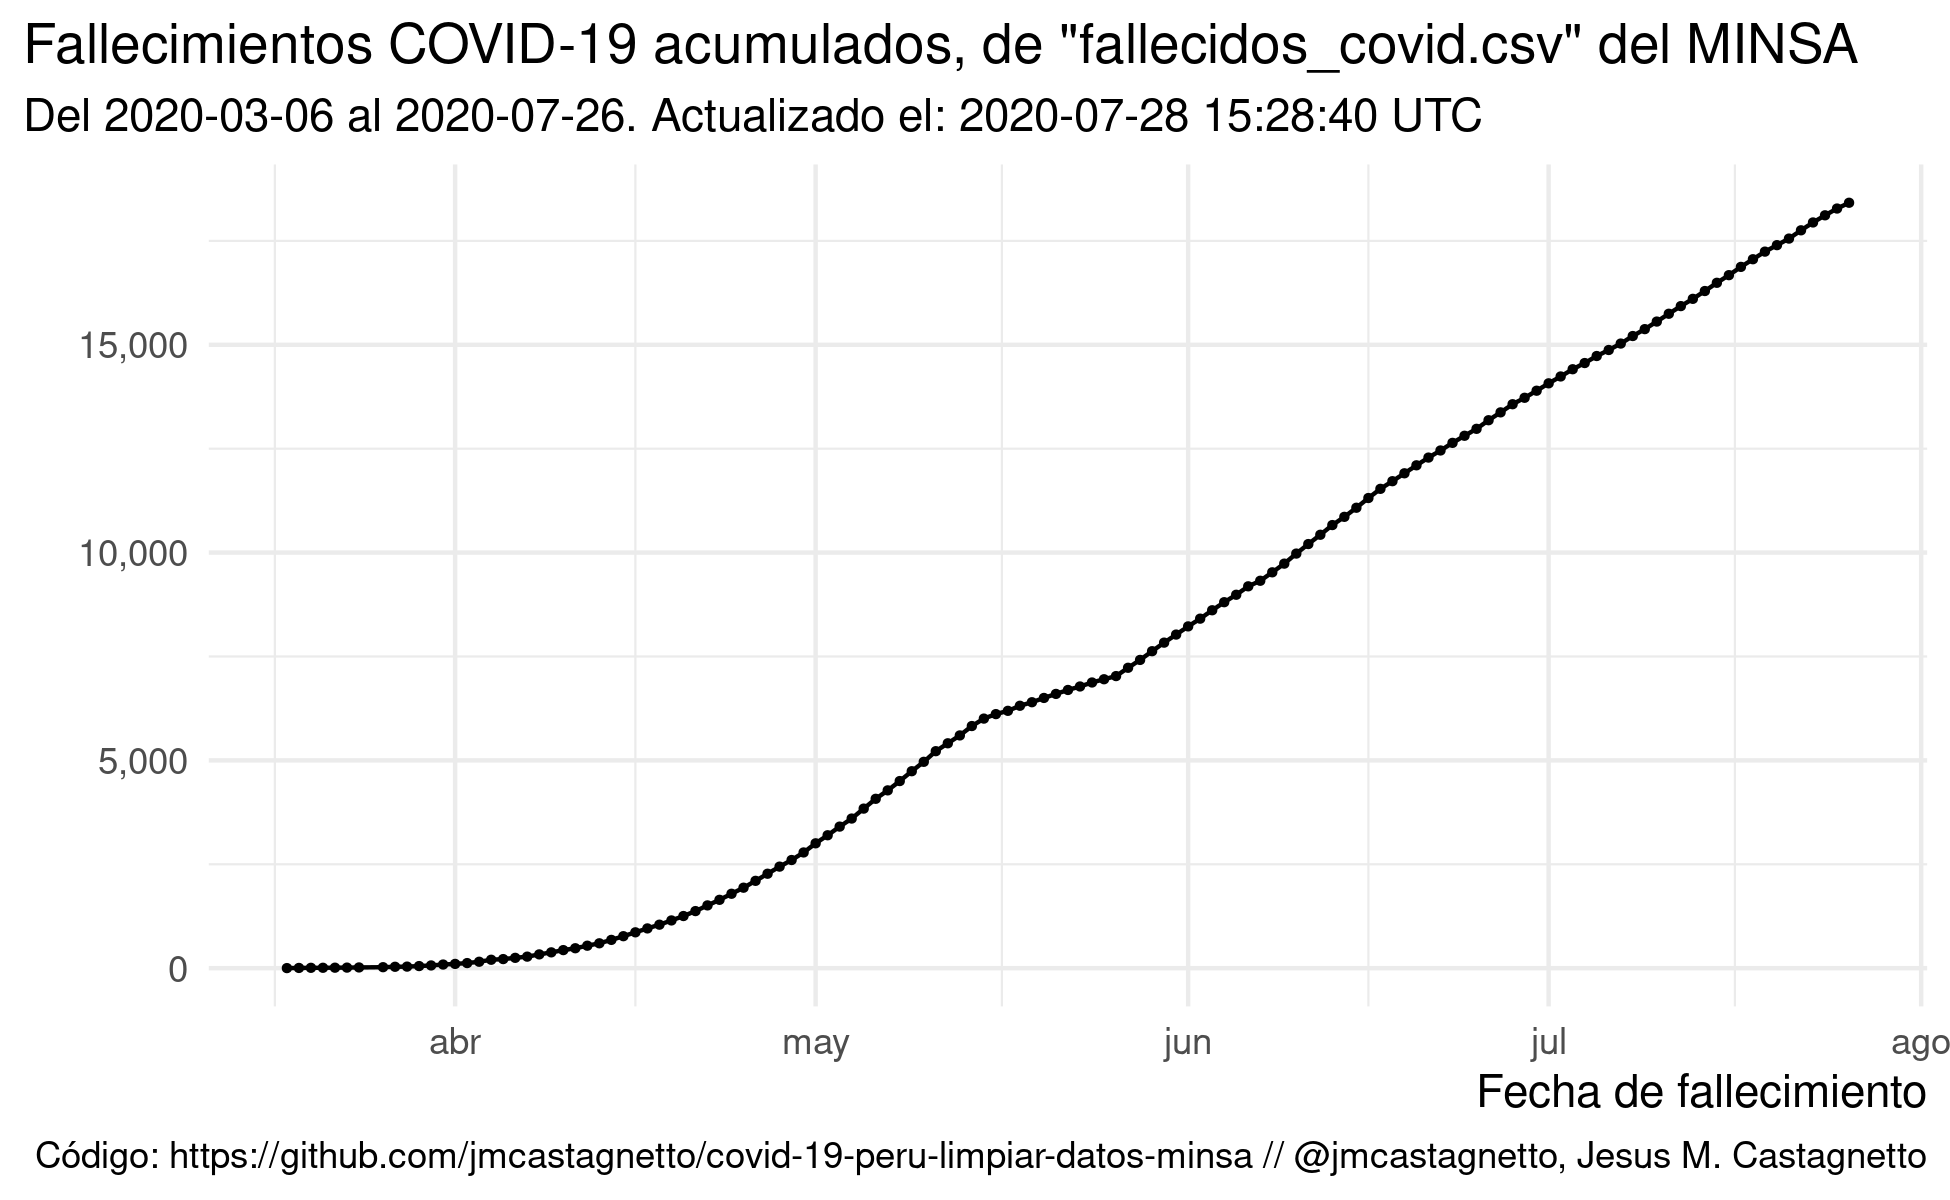 Fallecimientos COVID-19 acumulados, de "fallecidos_covid.csv" del MINSA
Del 2020-03-06 al 2020-07-26. Actualizado el: 2020-07-28 15:28:40 UTC
15,000
10,000
5,000
0
abr may jun jul ago
Fecha de fallecimiento
Código: https://github.com/jmcastagnetto/covid-19-peru-limpiar-datos-minsa // @jmcastagnetto, Jesus M. Castagnetto